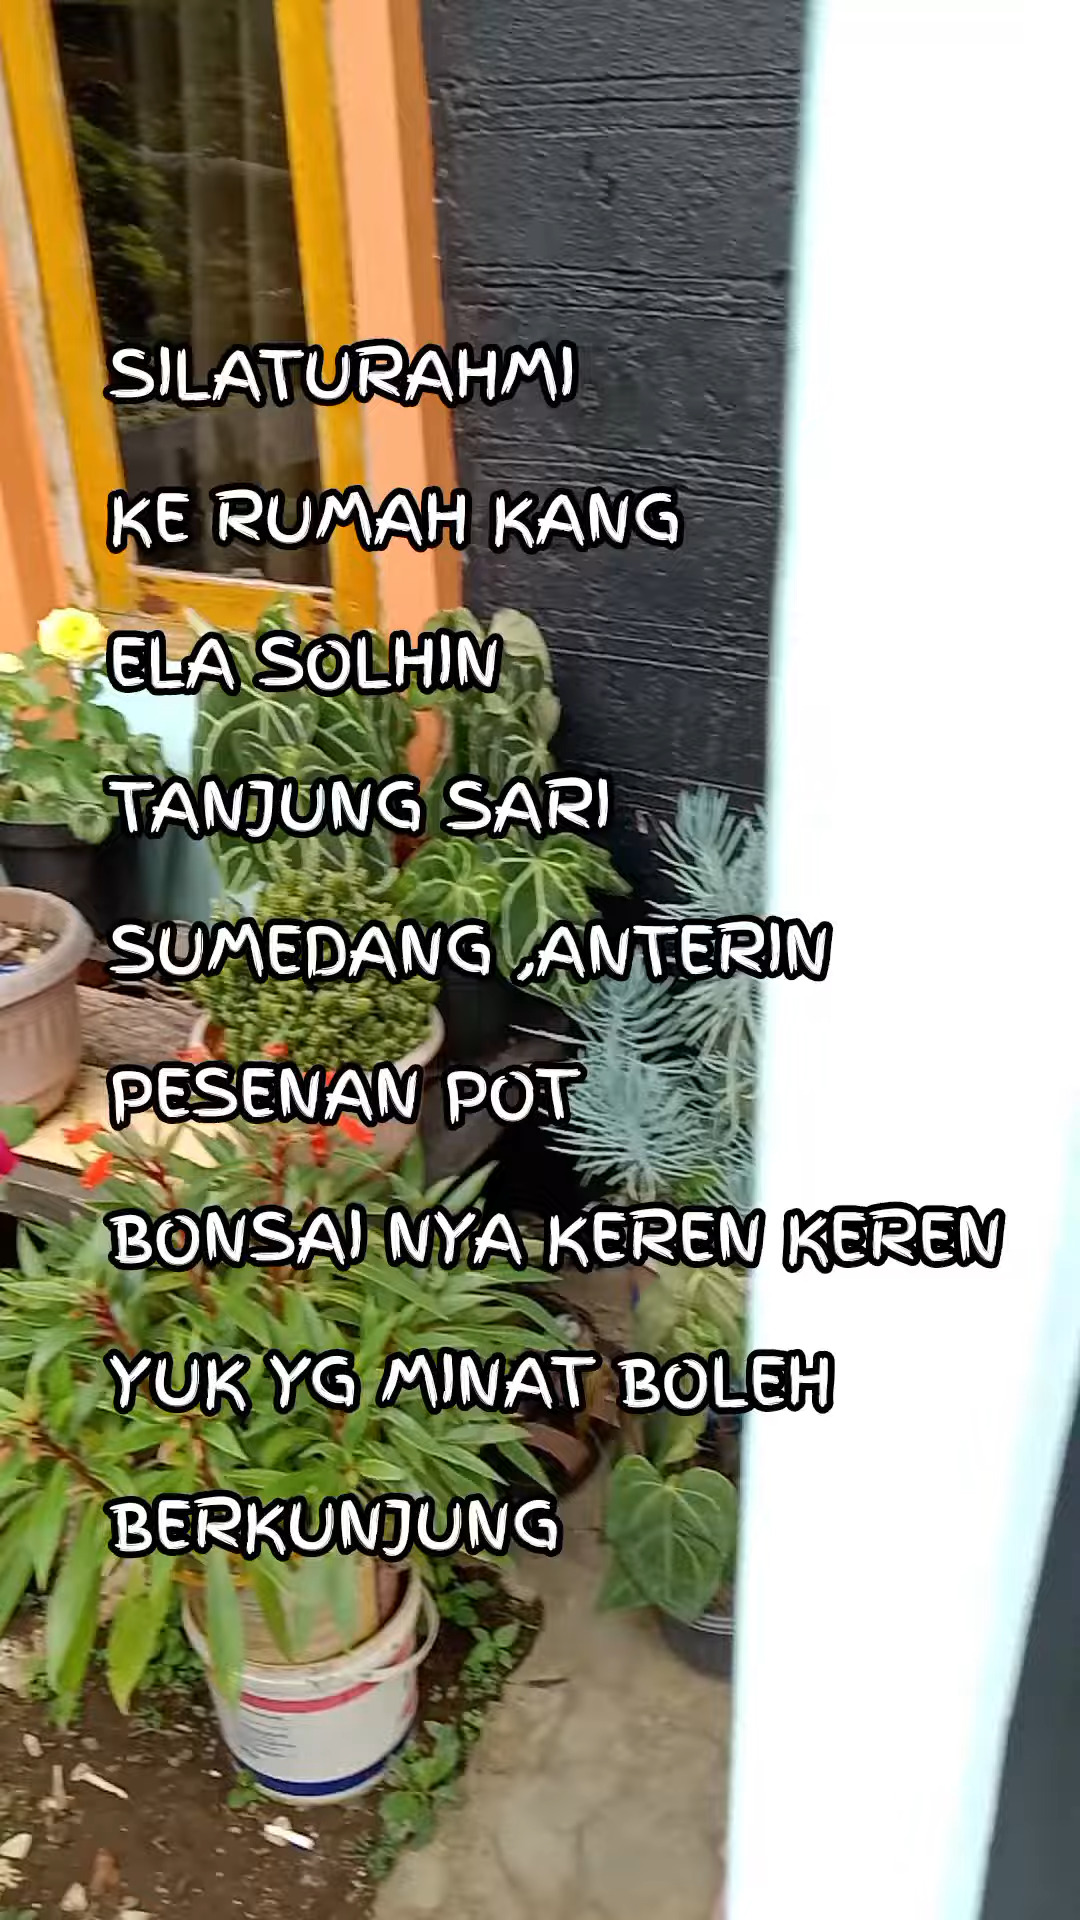 SILATURAHMI
KE RUMAH KANG
ELA SOLHIN
TANJUNG SARI
SUMEDANG ,ANTERIN
PESENAN POT
BONSAI NYA KEREN KEREN
YUK YG MINAT BOLEH
BERKUNJUNG